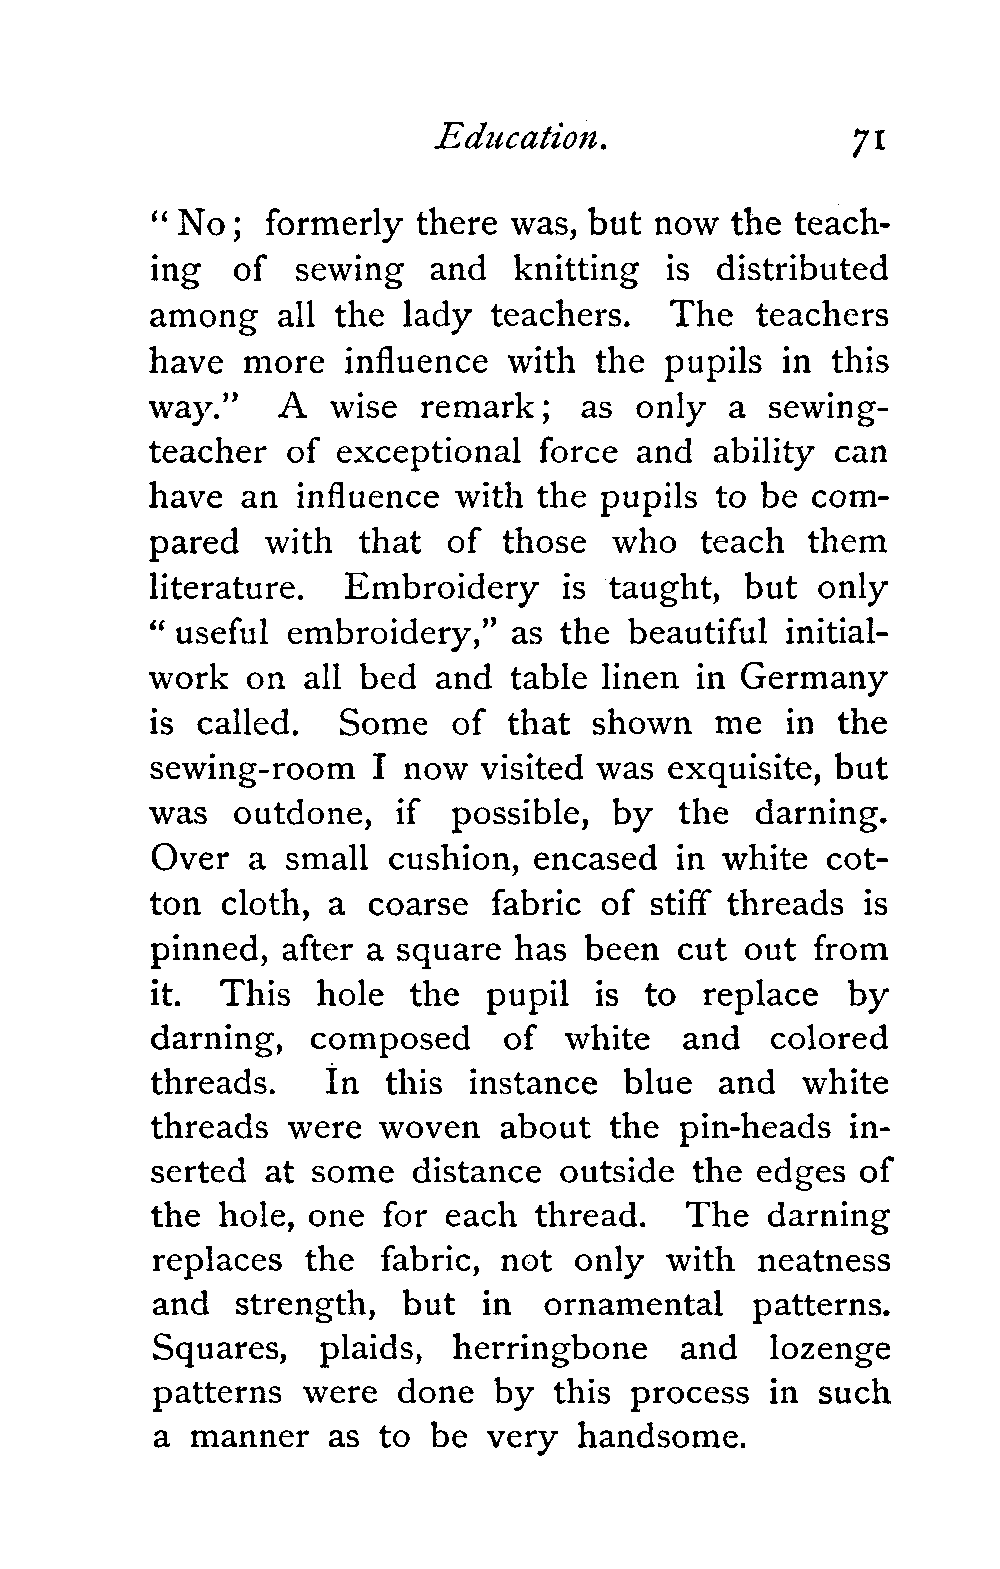 Education. 71
“ No ; formerly there was, but now the teach-
ing of sewing and knitting is distributed
among all the lady teachers. The teachers
have more influence with the pupils in this
way.” A wise remark ; as only a sewing-
teacher of exceptional force and ability can
have an influence with the pupils to be com-
pared with that of those who teach them
literature. Embroidery is taught, but only
“ useful embroidery,” as the beautiful initial-
work on all bed and table linen in Germany
is called. Some of that shown me in the
sewing-room I now visited was exquisite, but
was outdone, if possible, by the darning.
Over a small cushion, encased in white cot-
ton cloth, a coarse fabric of stiff threads is
pinned, after a square has been cut out from
it. This hole the pupil is to replace by
darning, composed of white and colored
threads. In this instance blue and white
threads were woven about the pin-heads in-
serted at some distance outside the edges of
the hole, one for each thread. The darning
replaces the fabric, not only with neatness
and strength, but in ornamental patterns.
Squares, plaids, herringbone and lozenge
patterns were done by this process in such
a manner as to be very handsome.